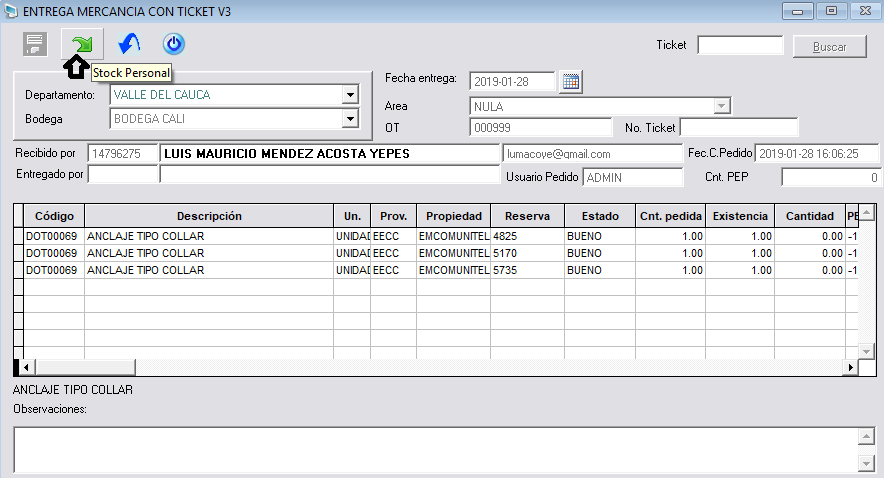 ENTREGA MERCANCIA CON TICKET V3
Ticket Buscar
Stock Personal
Departamento: VALLE DEL CAUCA
Bodega BODEGA CALI
Fecha entrega: 2019-01-28
Area NULA
OT 000999 No. Ticket
Recibido por 14796275 LUIS MAURICIO MENDEZ ACOSTA YEPES lumacoye@gmail.com Fec.C.Pedido 2019-01-28 16:06:25
Entregado por Usuario Pedido ADMIN Cnt. PEP 0
Código Descripción Un. Prov. Propiedad Reserva Estado Cnt. pedida Existencia Cantidad PE
DOT00069 ANCLAJE TIPO COLLAR UNIDAD EECC EMCOMUNITEL 4825 BUENO 1.00 1.00 0.00 -1
DOT00069 ANCLAJE TIPO COLLAR UNIDAD EECC EMCOMUNITEL 5170 BUENO 1.00 1.00 0.00 -1
DOT00069 ANCLAJE TIPO COLLAR UNIDAD EECC EMCOMUNITEL 5735 BUENO 1.00 1.00 0.00 -1
ANCLAJE TIPO COLLAR
Observaciones: